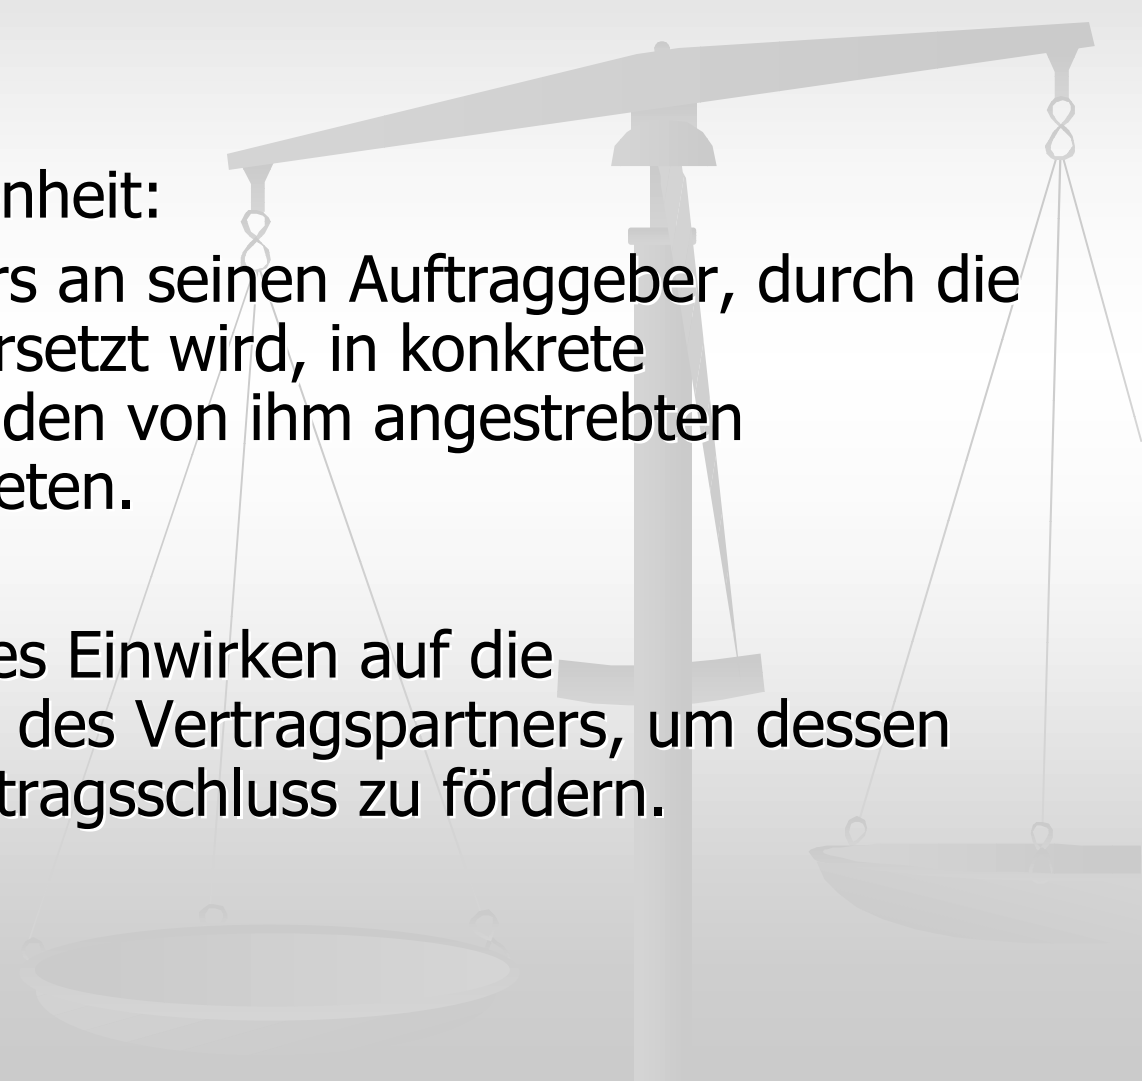 nheit:
rs an seinen Auftraggeber, durch die
rsetzt wird, in konkrete
den von ihm angestrebten
eten.
es Einwirken auf die
des Vertragspartners, um dessen
tragsschluss zu fördern.